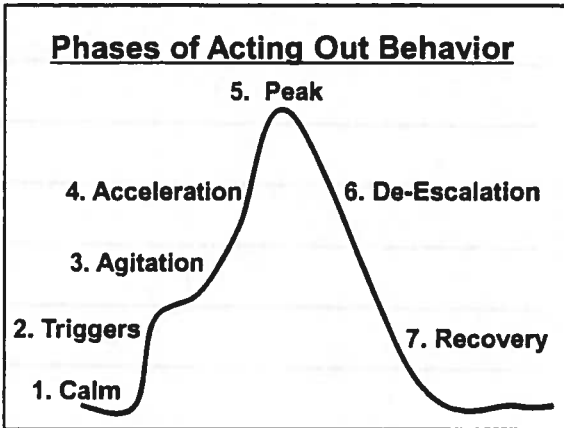 Phases of Acting Out Behavior
5. Peak
4. Acceleration
6. De-Escalation
3. Agitation
2. Triggers
7. Recovery
1. Calm